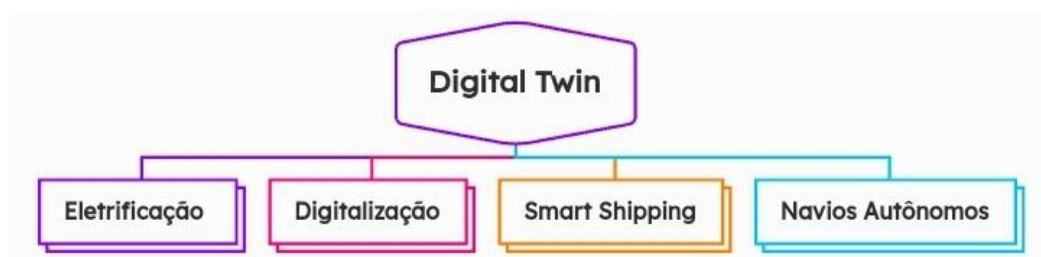 Digital Twin
Eletrificação
Digitalização
Smart Shipping
Navios Autônomos